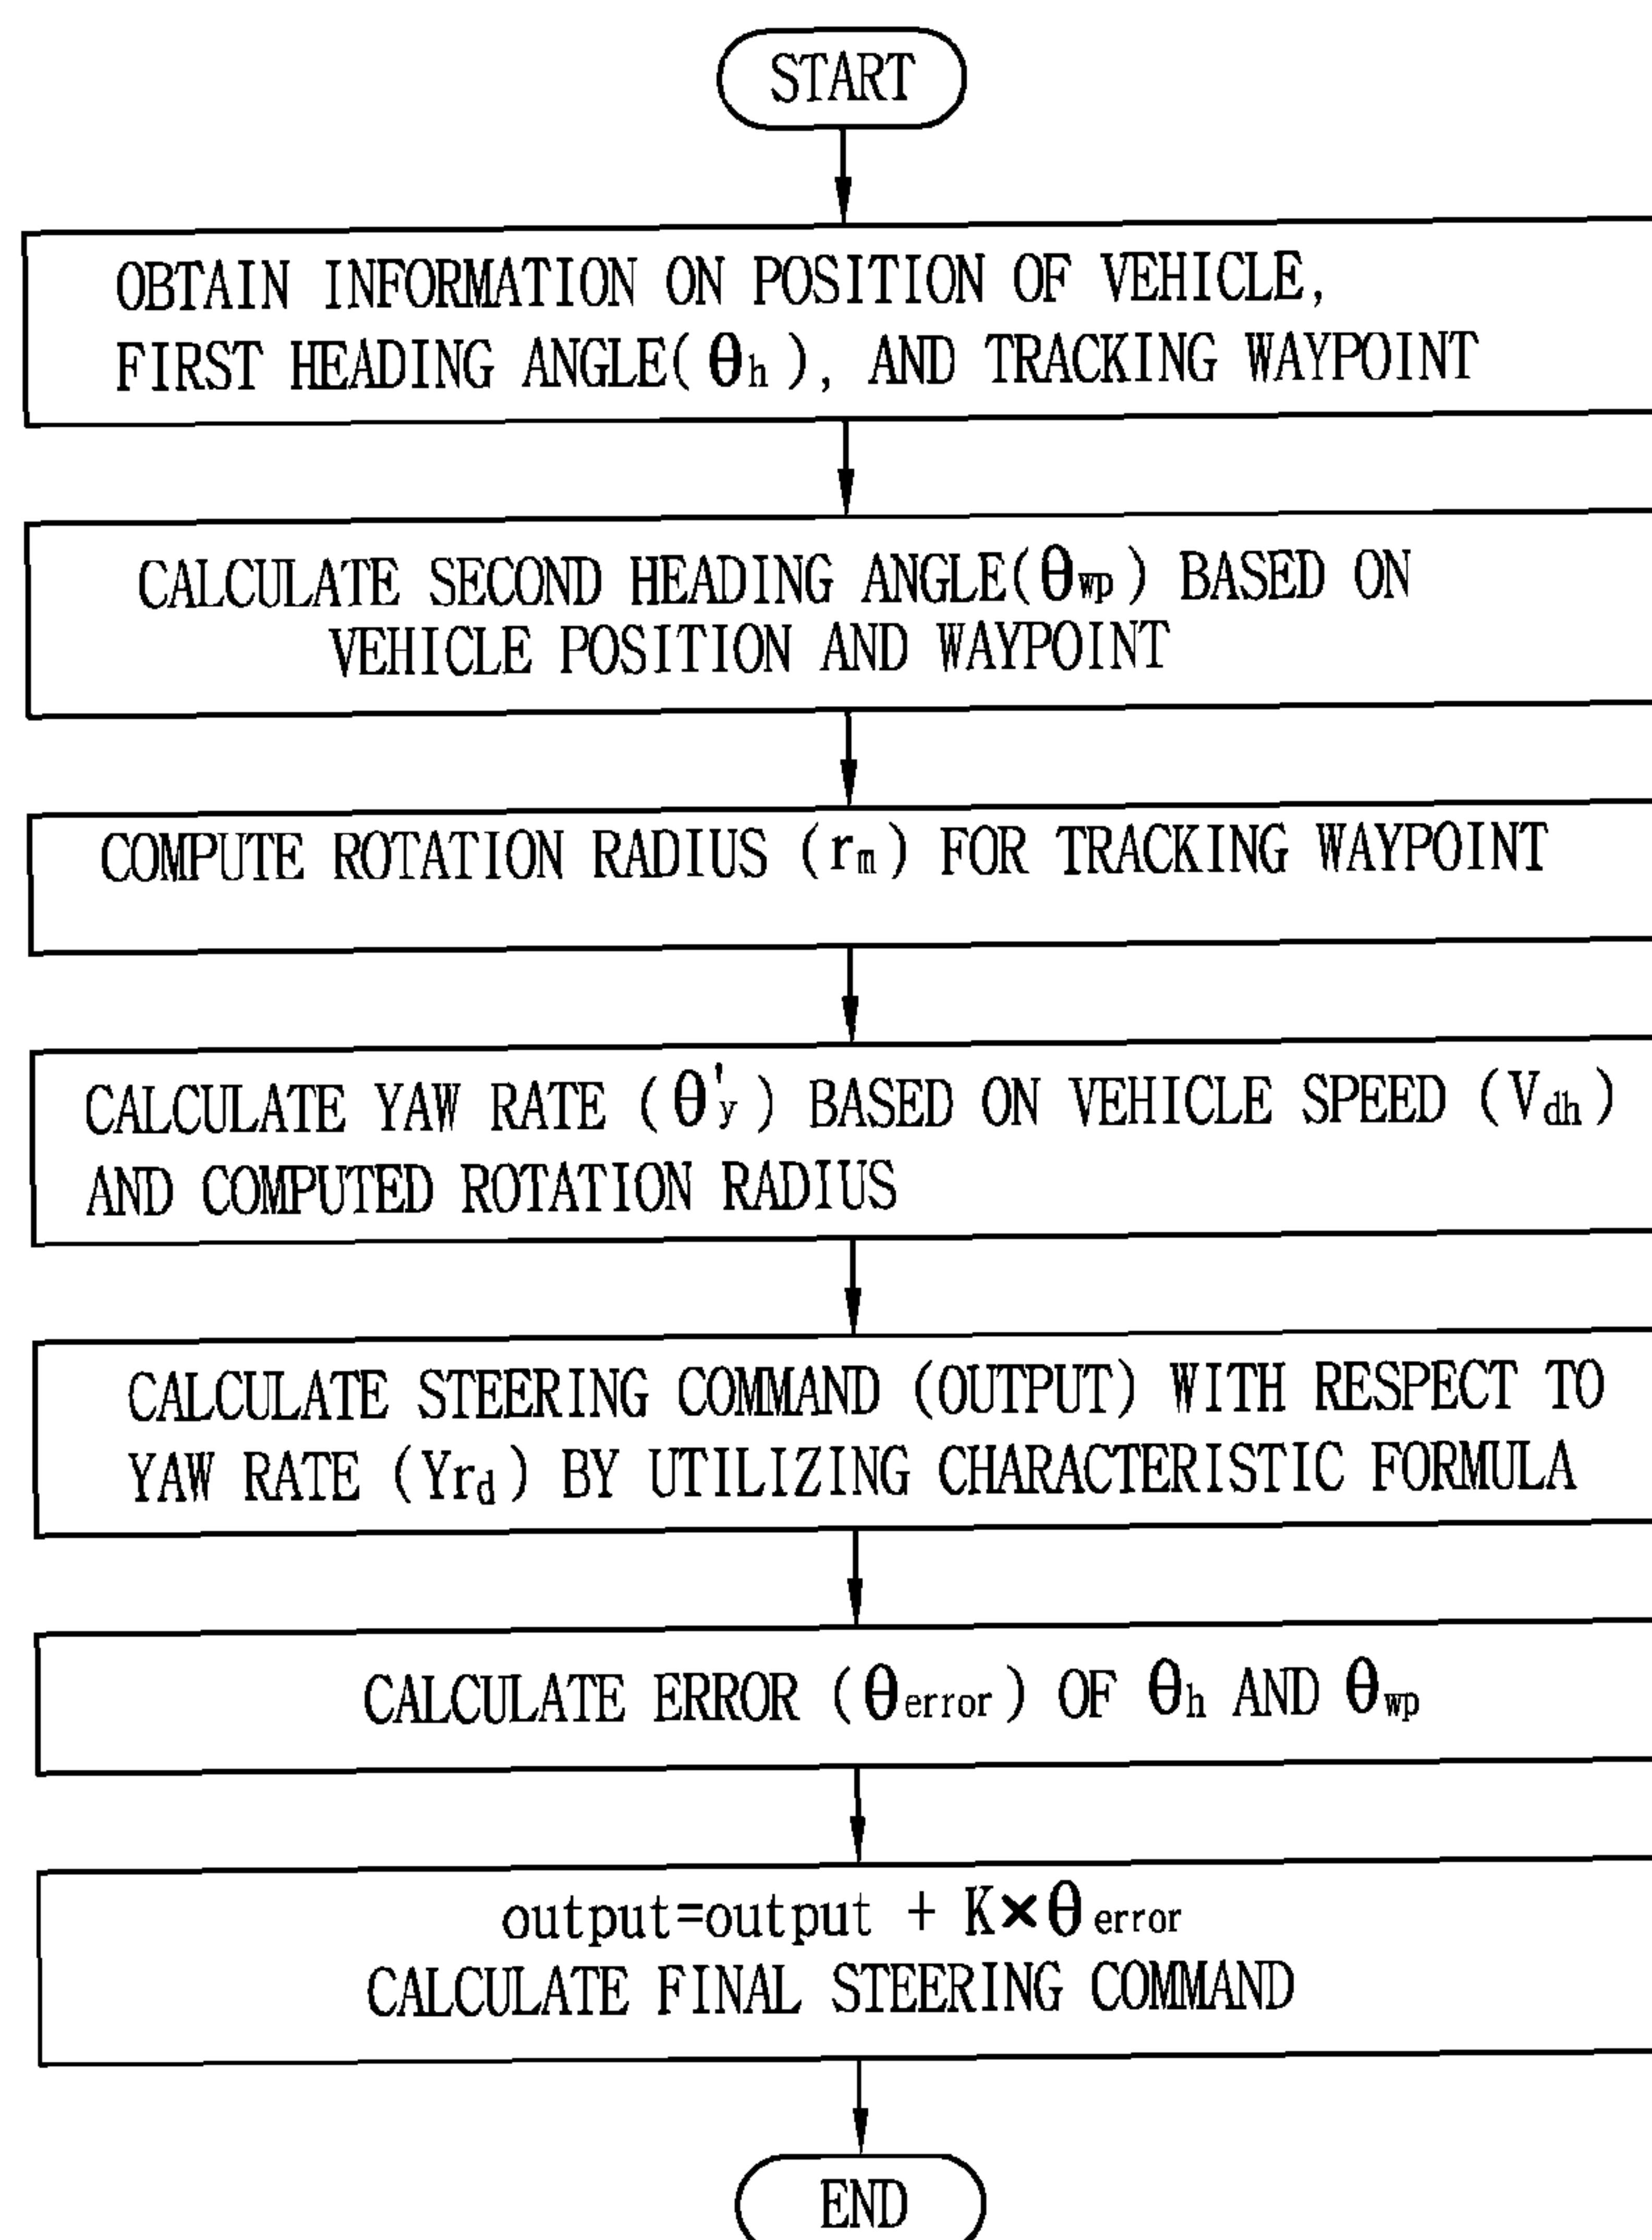 START
OBTAIN INFORMATION ON POSITION OF VEHICLE,
FIRST HEADING ANGLE(θh), AND TRACKING WAYPOINT
CALCULATE SECOND HEADING ANGLE(θwp) BASED ON
VEHICLE POSITION AND WAYPOINT
COMPUTE ROTATION RADIUS (rm) FOR TRACKING WAYPOINT
CALCULATE YAW RATE (θ'y) BASED ON VEHICLE SPEED (Vdh)
AND COMPUTED ROTATION RADIUS
CALCULATE STEERING COMMAND (OUTPUT) WITH RESPECT TO
YAW RATE (Yrd) BY UTILIZING CHARACTERISTIC FORMULA
CALCULATE ERROR (θerror) OF θh AND θwp
output=output + K×θerror
CALCULATE FINAL STEERING COMMAND
END